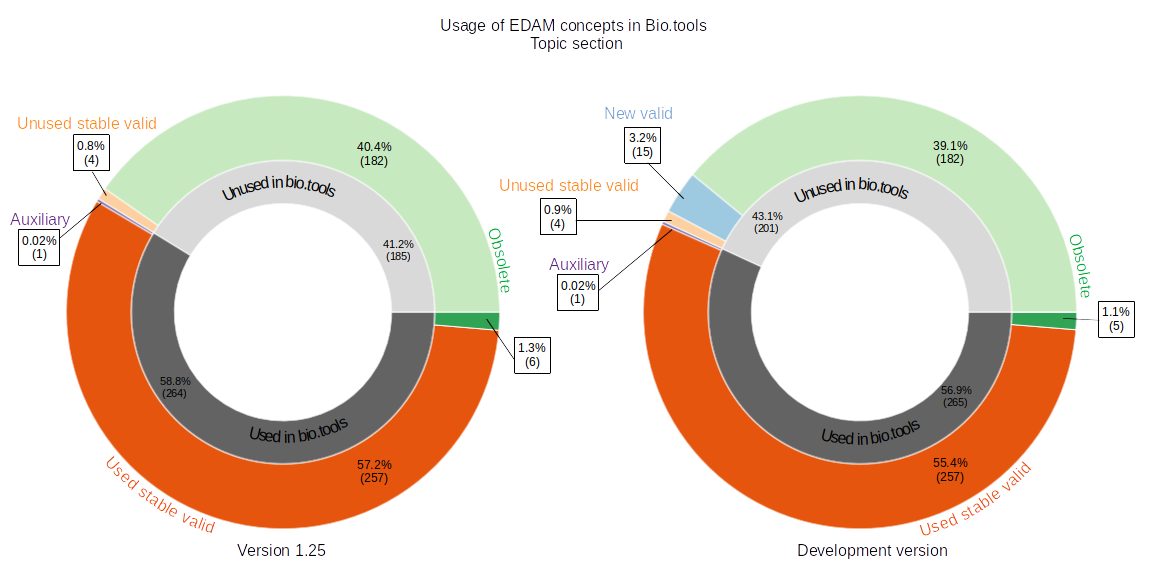 Usage of EDAM concepts in Bio.tools
Topic section
Unused stable valid
0.8%
(4)
Auxiliary
0.02%
(1)
40.4%
(182)
Unused in bio.tools
41.2%
(185)
Obsolete
1.3%
(6)
58.8%
(264)
Used in bio.tools
57.2%
(257)
Used stable valid
Version 1.25
New valid
3.2%
(15)
Unused stable valid
0.9%
(4)
Auxiliary
0.02%
(1)
39.1%
(182)
Unused in bio.tools
43.1%
(201)
Obsolete
1.1%
(5)
56.9%
(265)
Used in bio.tools
55.4%
(257)
Used stable valid
Development version